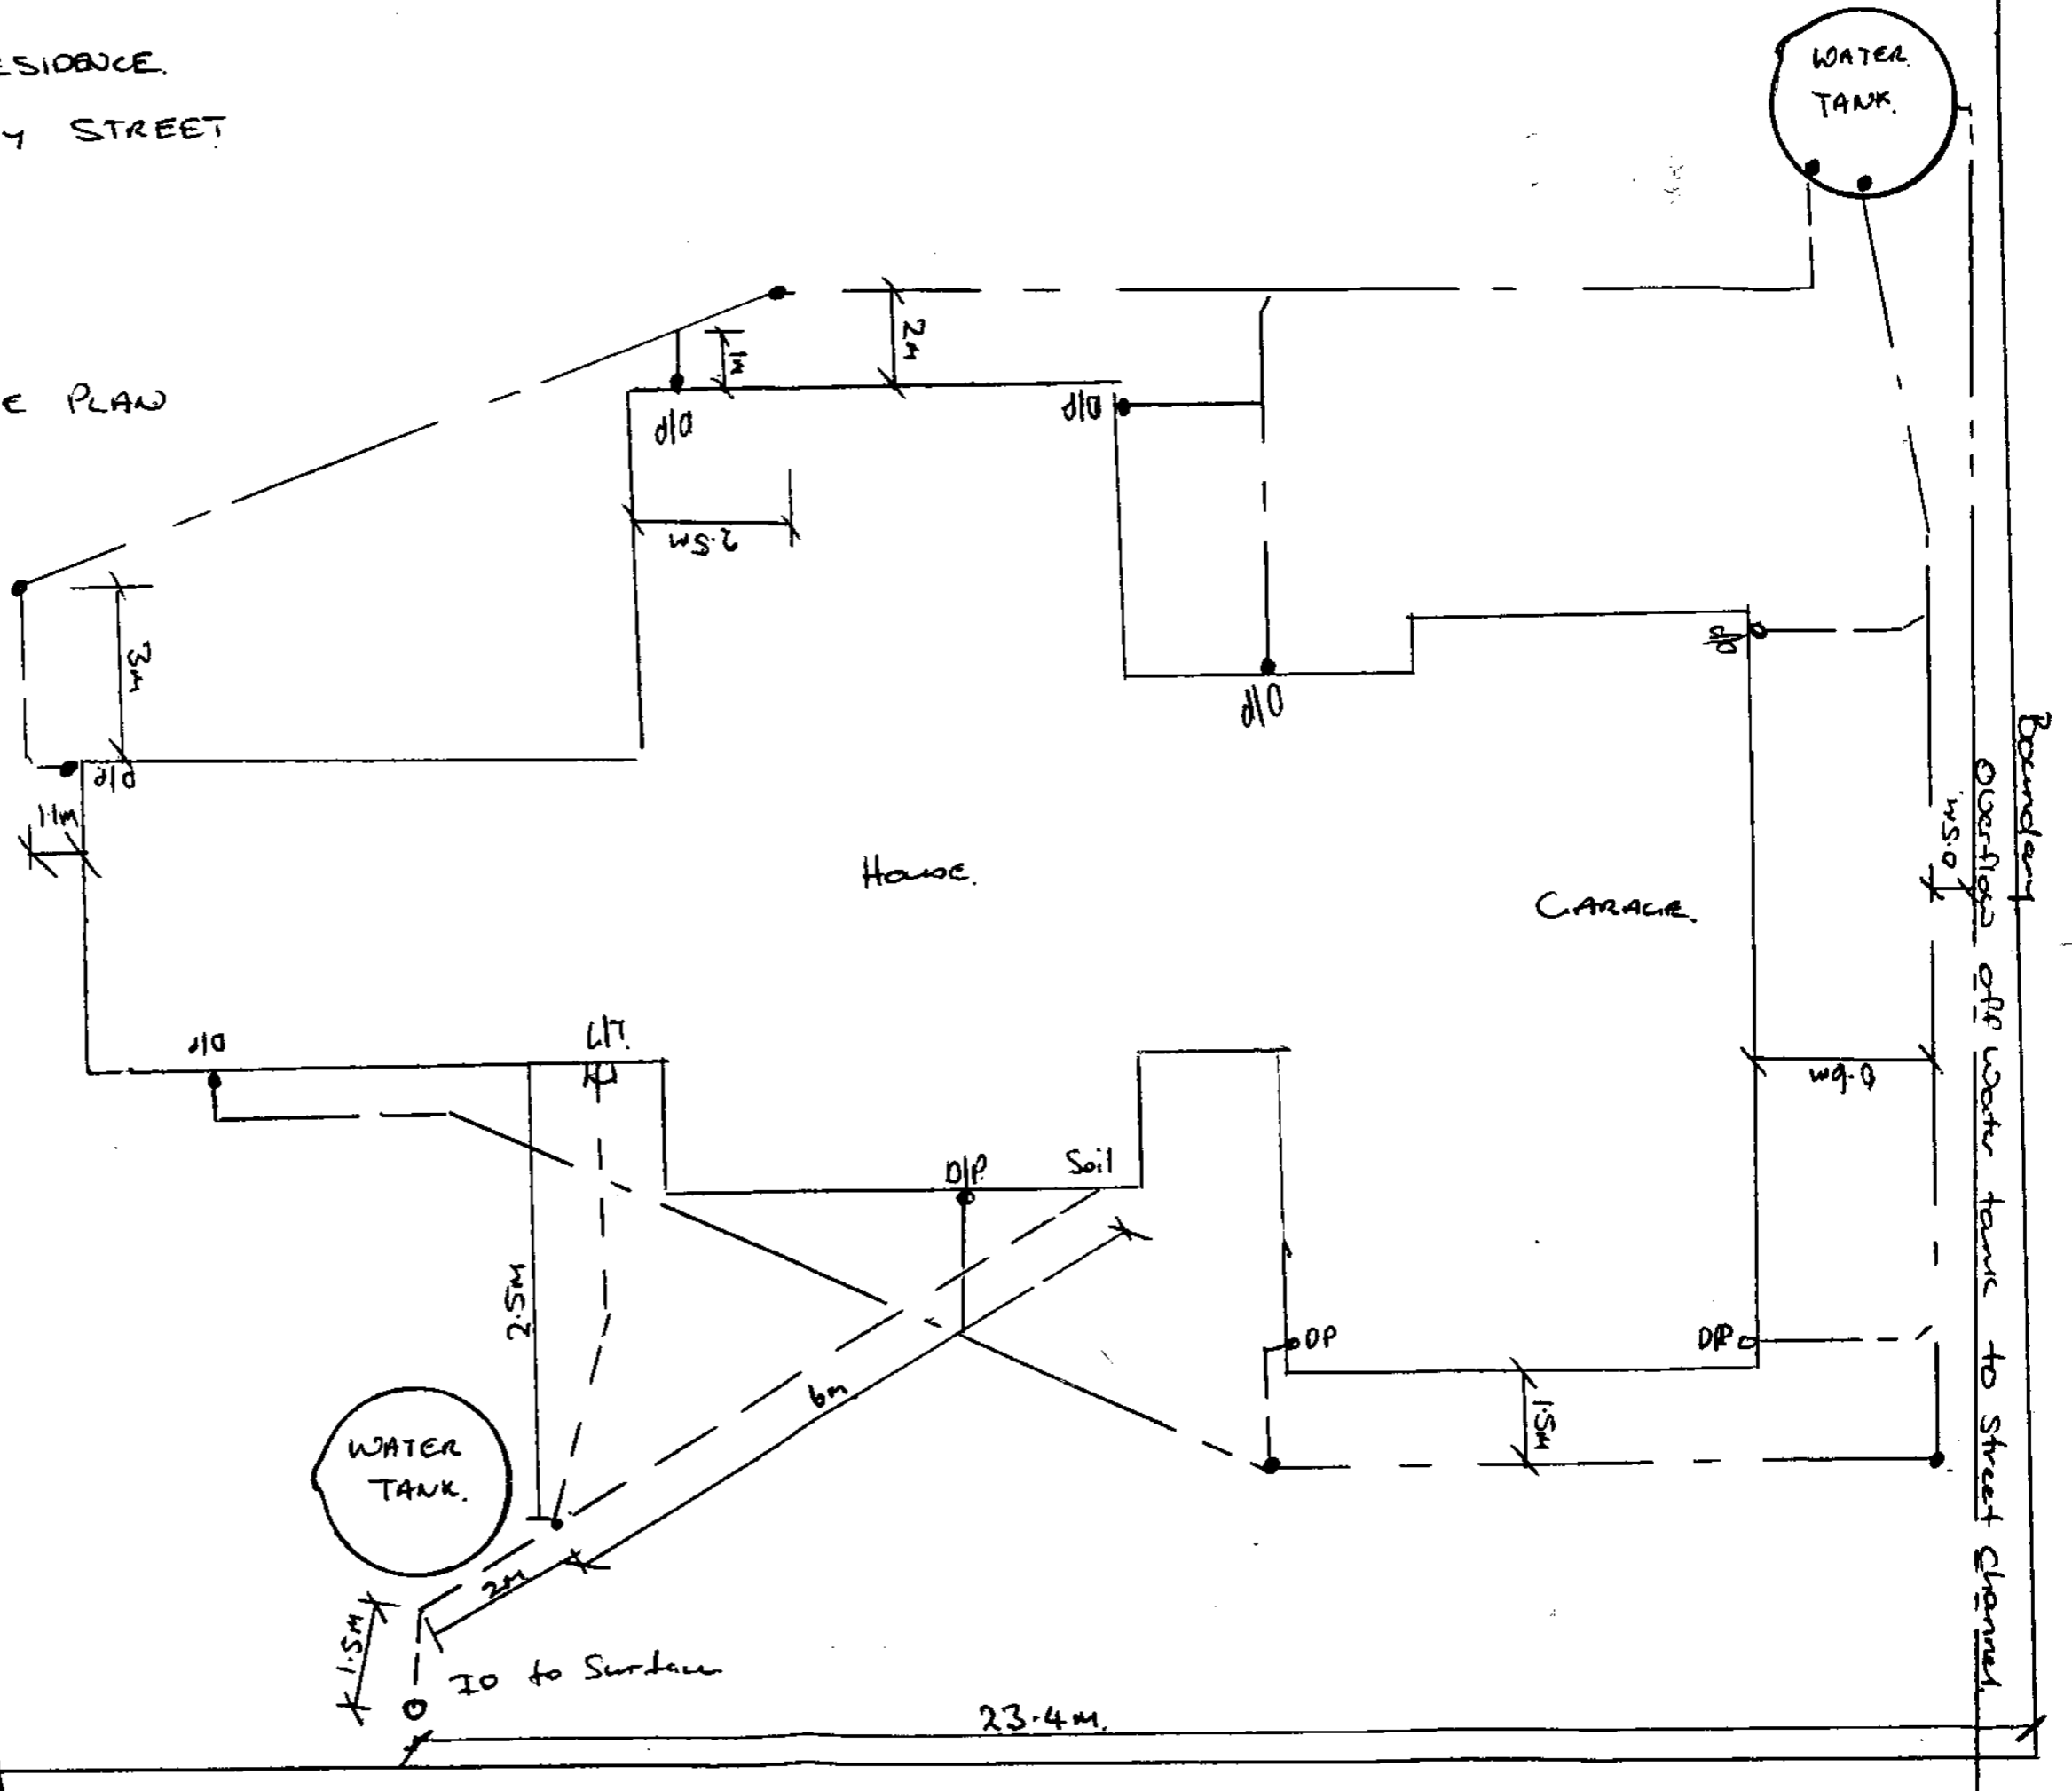 ESIDENCE.
Y STREET
E PLAN
WATER
TANK.
2M
1M
D/P
D/P
2.5M
3M
D/P
D/P
D/P
1.1M
House.
GARAGE.
Boundary
0.5M
Overflow off water tank to Street Channel.
0.9M
D/P
L/T.
D/P.
Soil
2.5M
DP
D/P
6M
1.5M
WATER
TANK.
2M
1.5M
IO to Surface
23.4M.